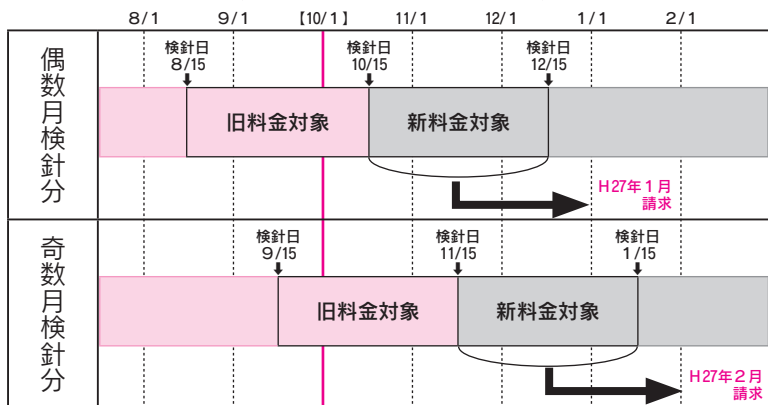 8/1 9/1 【10/1】 11/1 12/1 1/1 2/1
偶数月検針分
検針日 検針日 検針日
8/15 10/15 12/15
旧料金対象 新料金対象
H27年1月
請求
奇数月検針分
検針日 検針日 検針日
9/15 11/15 1/15
旧料金対象 新料金対象
H27年2月
請求